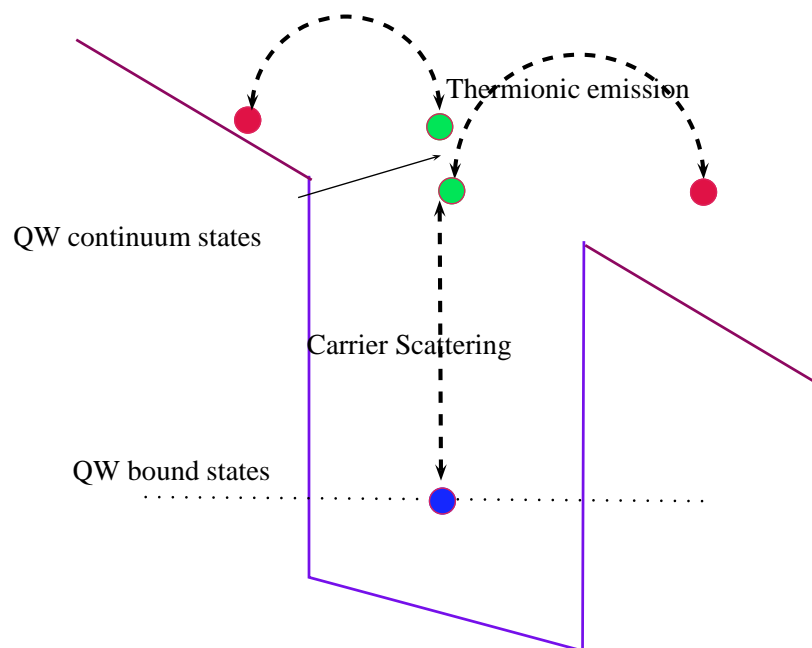 Thermionic emission
QW continuum states
Carrier Scattering
QW bound states